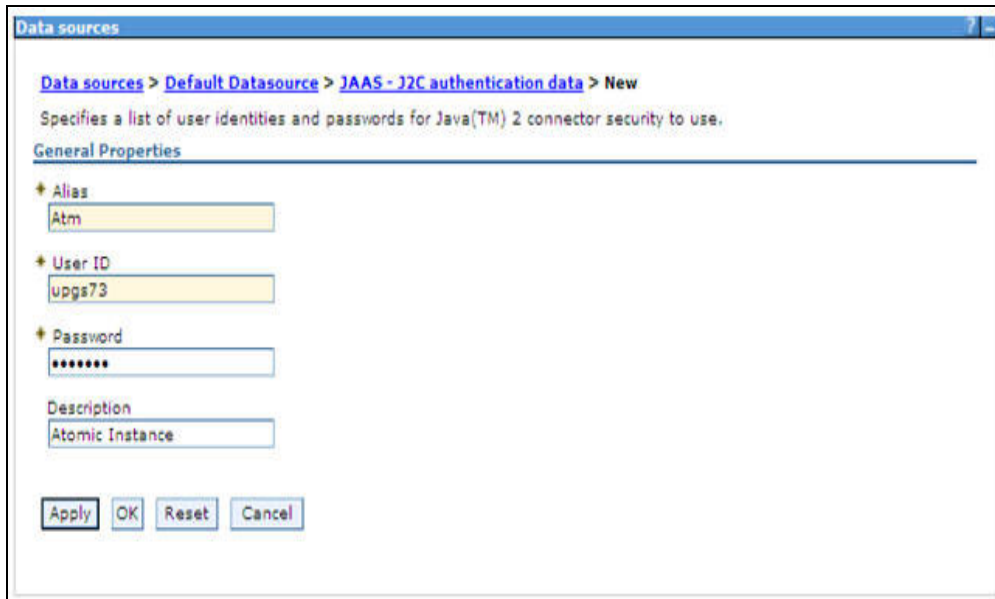 Data sources
? –
Data sources > Default Datasource > JAAS - J2C authentication data > New
Specifies a list of user identities and passwords for Java(TM) 2 connector security to use.
General Properties
Alias
Atm
User ID
upgs73
Password
•••••••
Description
Atomic Instance
Apply OK Reset Cancel